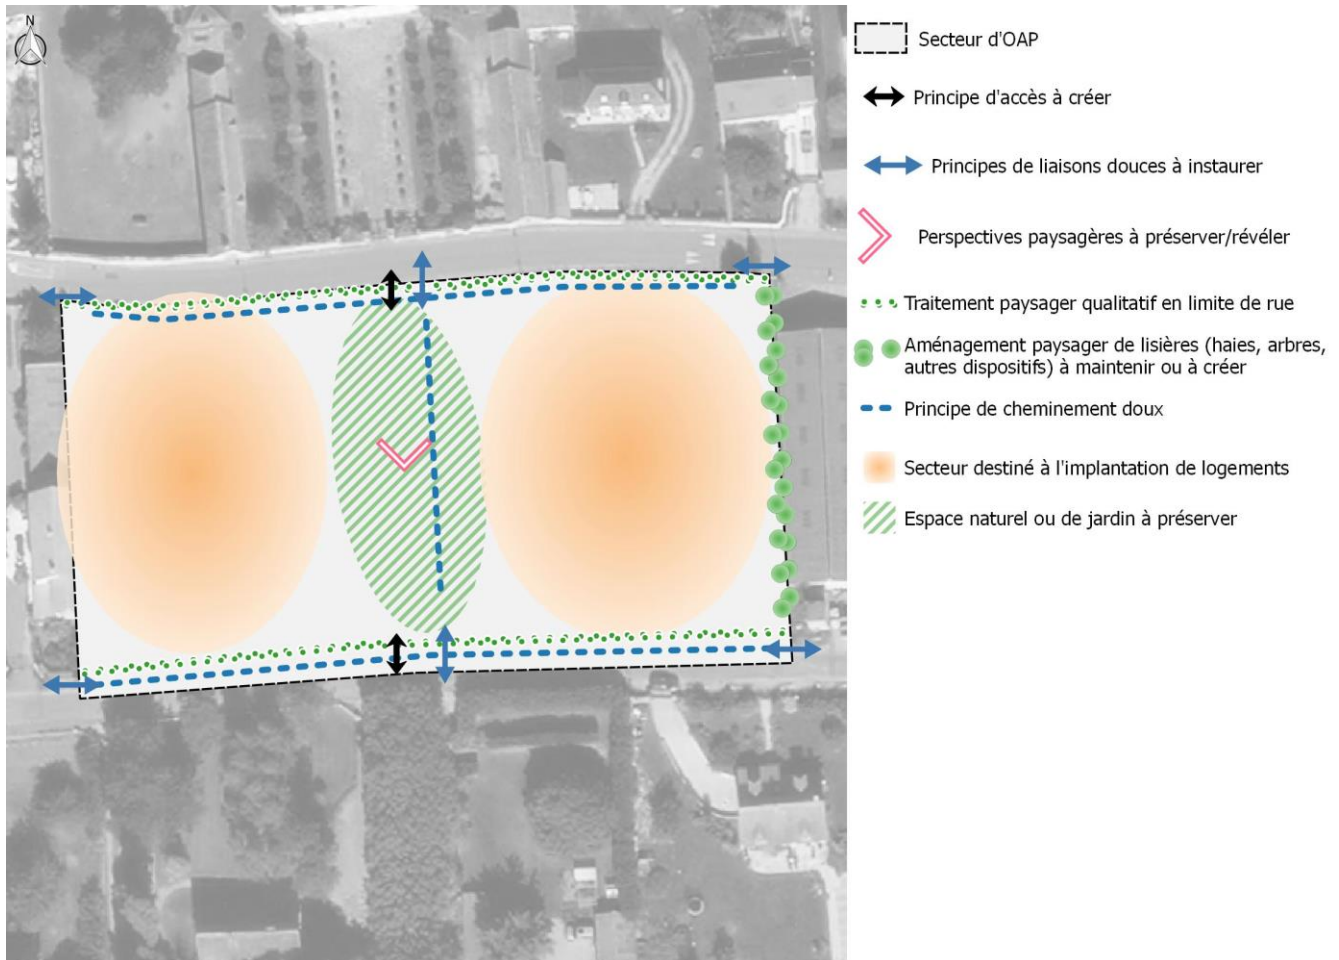 N
Secteur d'OAP
Principe d'accès à créer
Principes de liaisons douces à instaurer
Perspectives paysagères à préserver/révéler
Traitement paysager qualitatif en limite de rue
Aménagement paysager de lisières (haies, arbres,
autres dispositifs) à maintenir ou à créer
Principe de cheminement doux
Secteur destiné à l'implantation de logements
Espace naturel ou de jardin à préserver